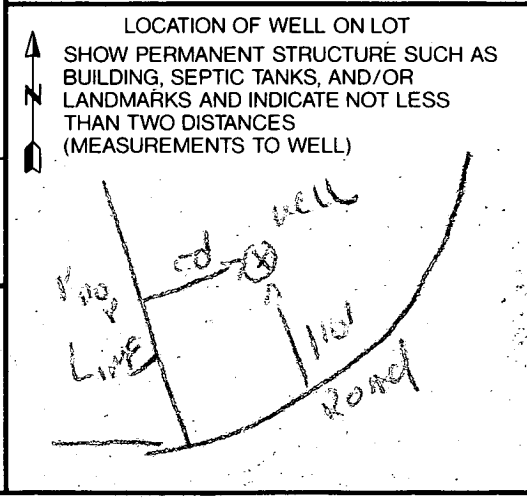 LOCATION OF WELL ON LOT
SHOW PERMANENT STRUCTURE SUCH AS
BUILDING, SEPTIC TANKS, AND/OR
N
LANDMARKS AND INDICATE NOT LESS
THAN TWO DISTANCES
(MEASUREMENTS TO WELL)
well
Prop
Line
Road